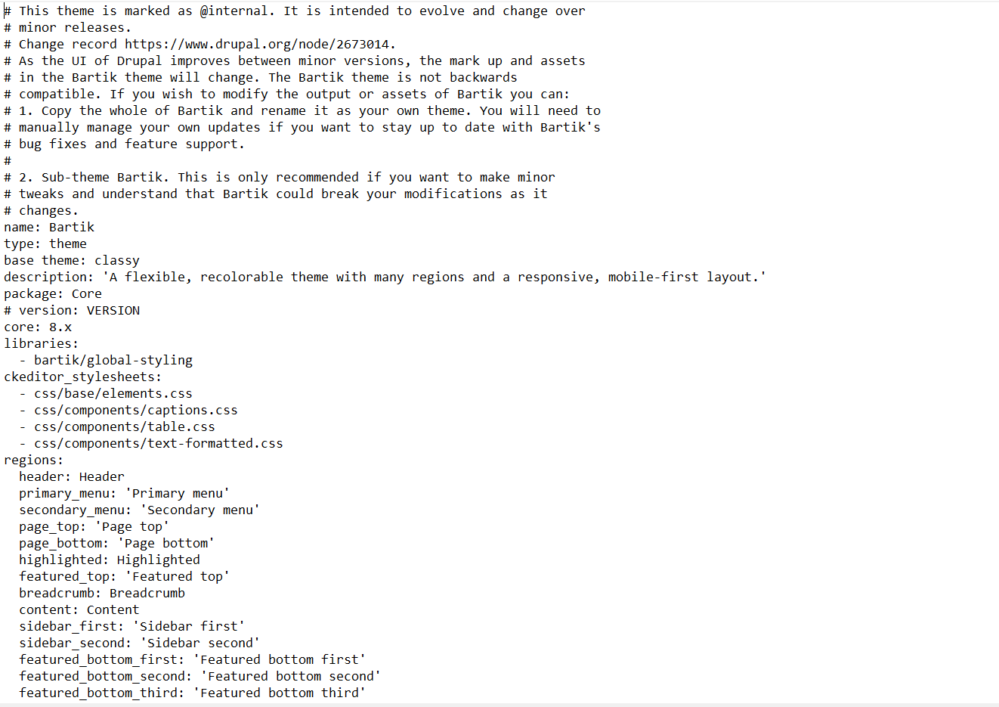 # This theme is marked as @internal. It is intended to evolve and change over
# minor releases.
# Change record https://www.drupal.org/node/2673014.
# As the UI of Drupal improves between minor versions, the mark up and assets
# in the Bartik theme will change. The Bartik theme is not backwards
# compatible. If you wish to modify the output or assets of Bartik you can:
# 1. Copy the whole of Bartik and rename it as your own theme. You will need to
# manually manage your own updates if you want to stay up to date with Bartik's
# bug fixes and feature support.
#
# 2. Sub-theme Bartik. This is only recommended if you want to make minor
# tweaks and understand that Bartik could break your modifications as it
# changes.
name: Bartik
type: theme
base theme: classy
description: 'A flexible, recolorable theme with many regions and a responsive, mobile-first layout.'
package: Core
# version: VERSION
core: 8.x
libraries:
  - bartik/global-styling
ckeditor_stylesheets:
  - css/base/elements.css
  - css/components/captions.css
  - css/components/table.css
  - css/components/text-formatted.css
regions:
  header: Header
  primary_menu: 'Primary menu'
  secondary_menu: 'Secondary menu'
  page_top: 'Page top'
  page_bottom: 'Page bottom'
  highlighted: Highlighted
  featured_top: 'Featured top'
  breadcrumb: Breadcrumb
  content: Content
  sidebar_first: 'Sidebar first'
  sidebar_second: 'Sidebar second'
  featured_bottom_first: 'Featured bottom first'
  featured_bottom_second: 'Featured bottom second'
  featured_bottom_third: 'Featured bottom third'